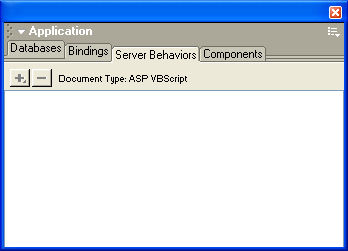 Application
Databases Bindings Server Behaviors Components
Document Type: ASP VBScript